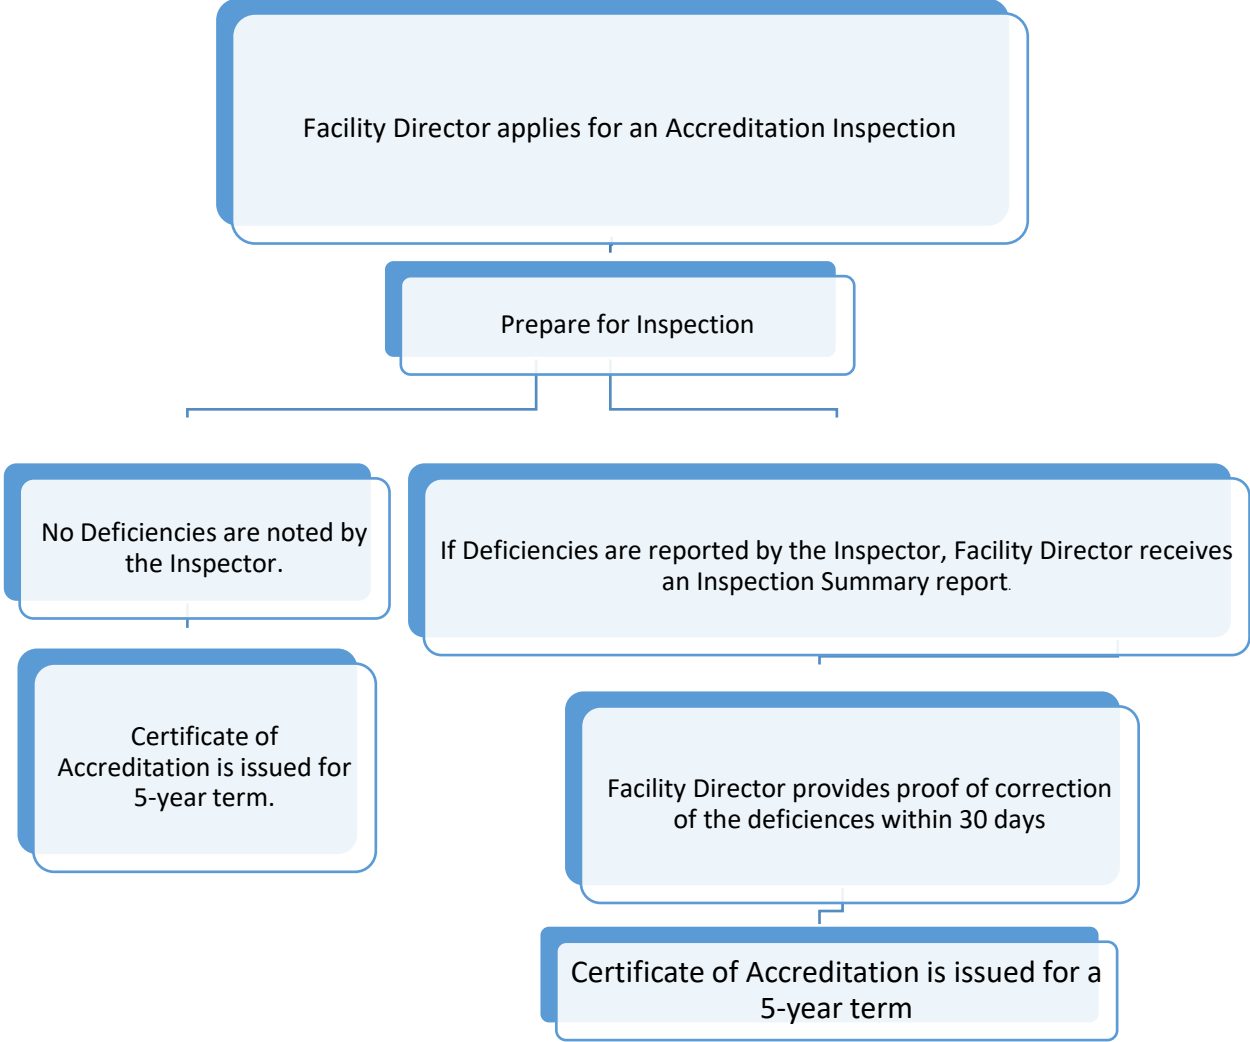 Facility Director applies for an Accreditation Inspection
Prepare for Inspection
No Deficiencies are noted by
the Inspector.
If Deficiencies are reported by the Inspector, Facility Director receives
an Inspection Summary report.
Certificate of
Accreditation is issued for
5-year term.
Facility Director provides proof of correction
of the deficiences within 30 days
Certificate of Accreditation is issued for a
5-year term